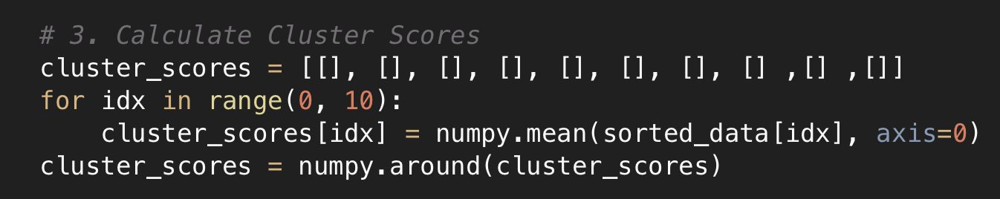 # 3. Calculate Cluster Scores
cluster_scores = [[], [], [], [], [], [], [], [] ,[] ,[]]
for idx in range(0, 10):
    cluster_scores[idx] = numpy.mean(sorted_data[idx], axis=0)
cluster_scores = numpy.around(cluster_scores)